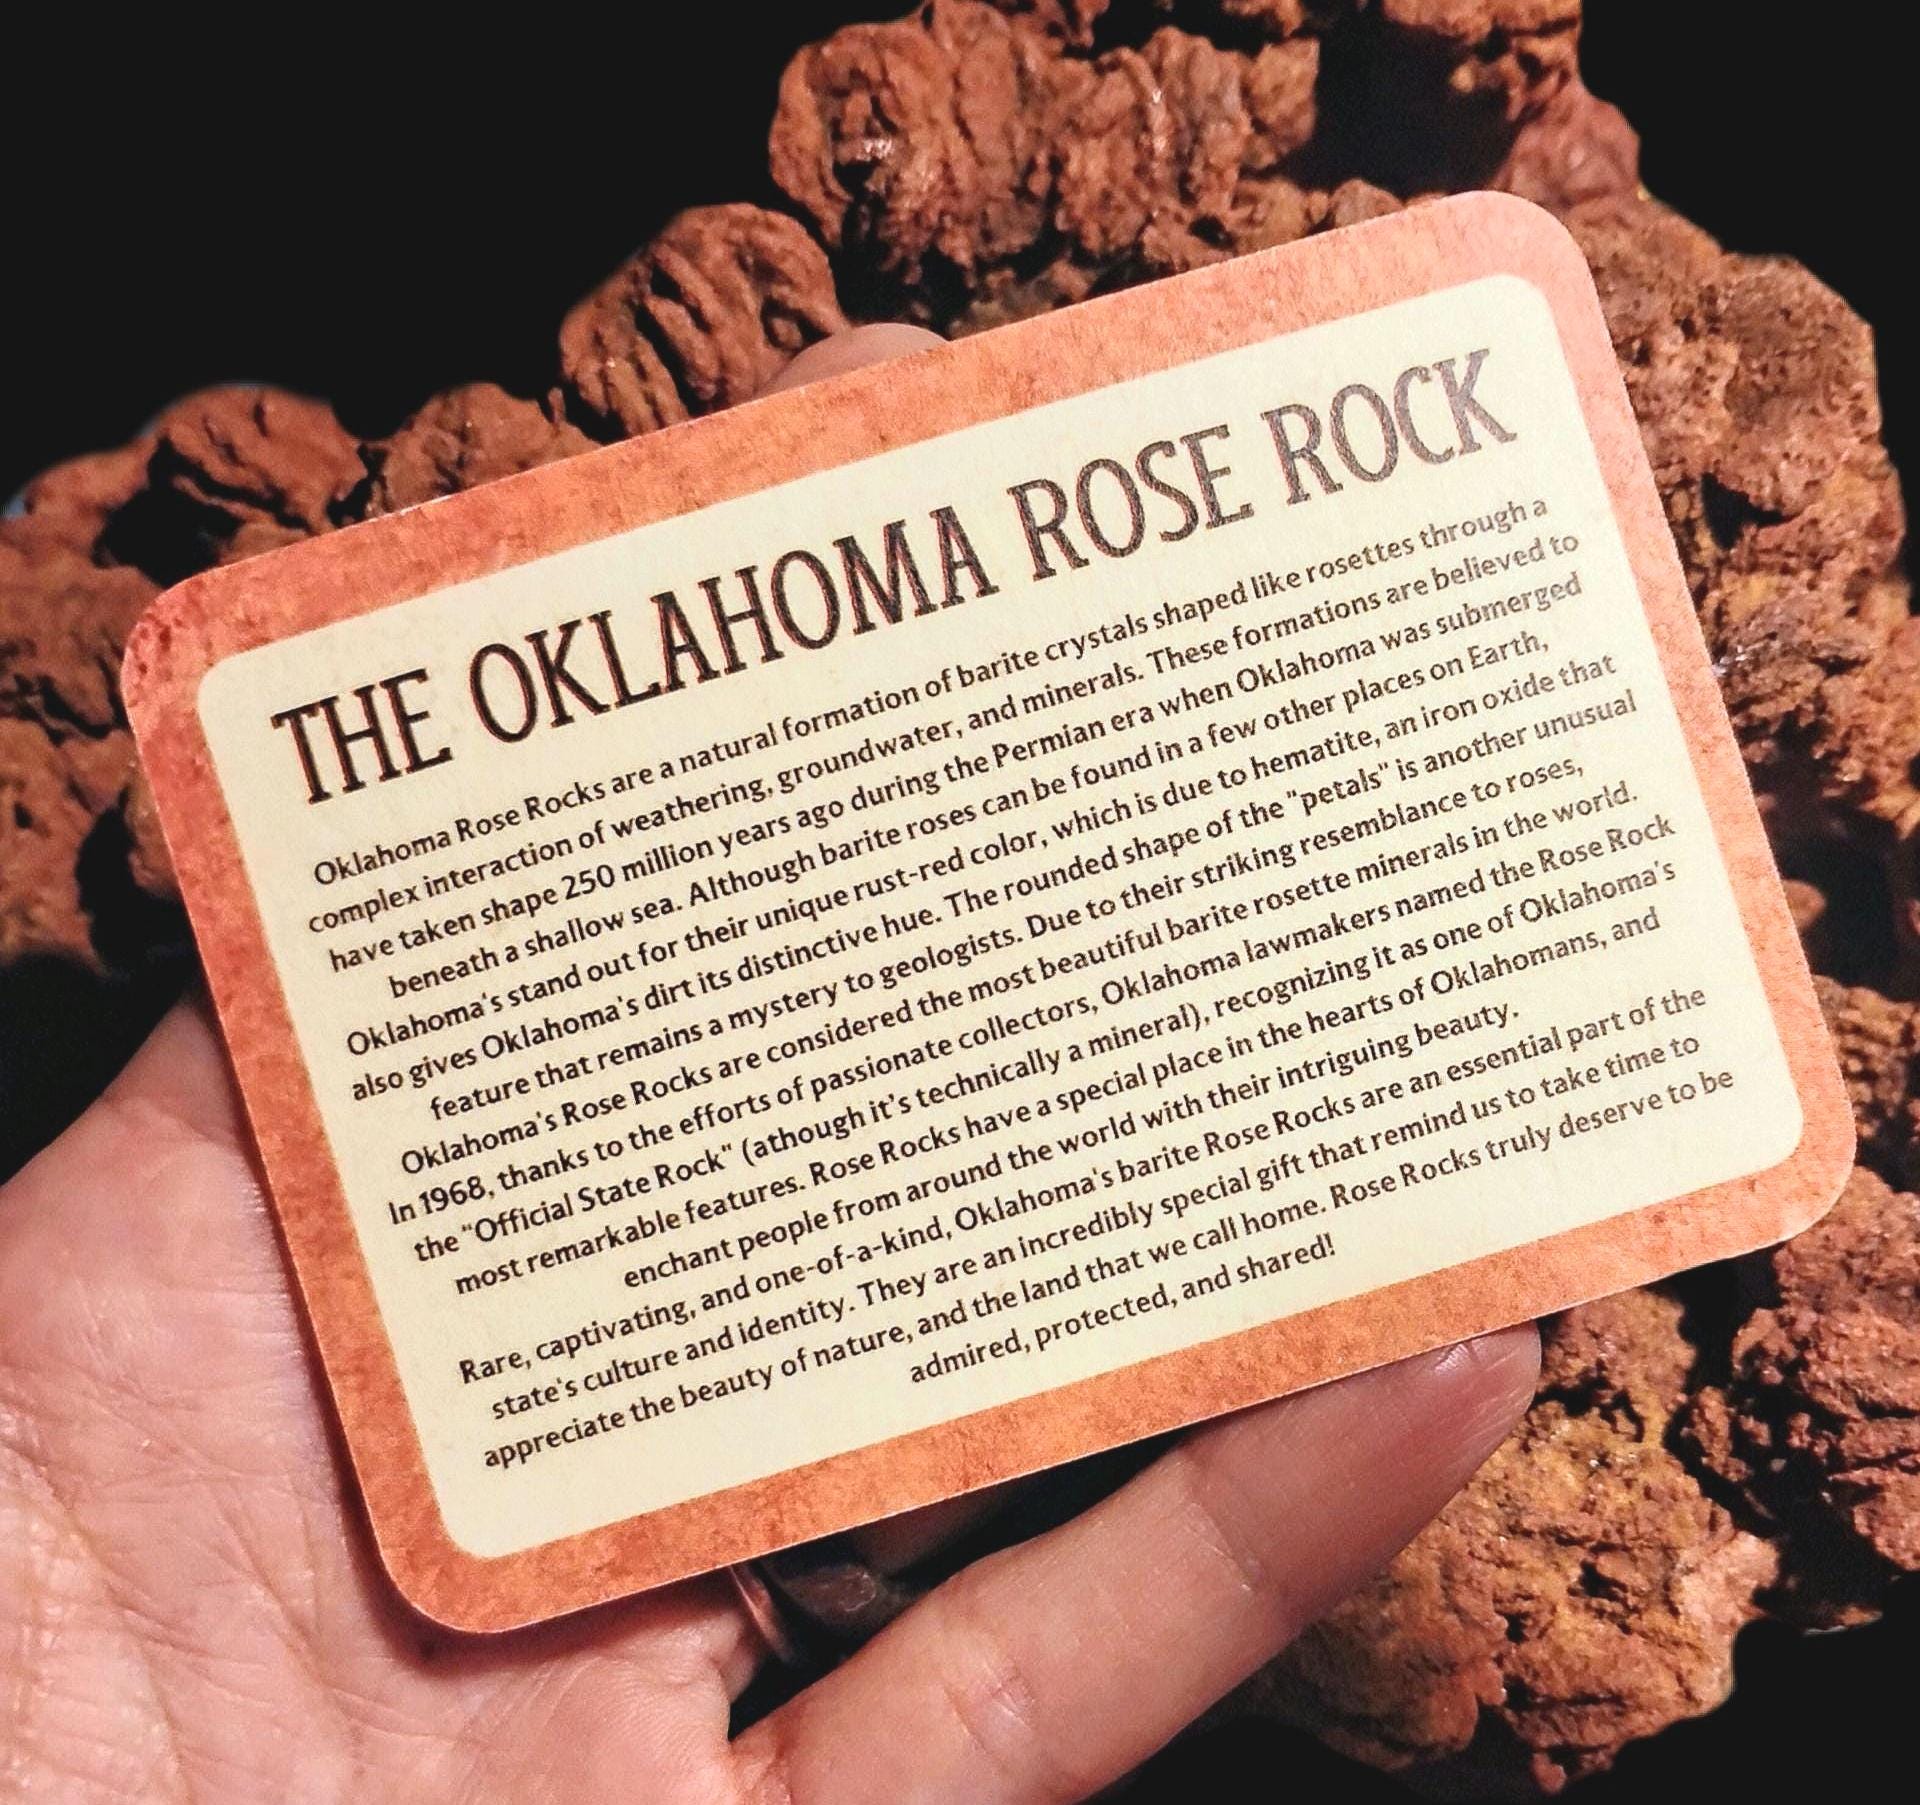 THE OKLAHOMA ROSE ROCK
Oklahoma Rose Rocks are a natural formation of barite crystals shaped like rosettes through a
complex interaction of weathering, groundwater, and minerals. These formations are believed to
have taken shape 250 million years ago during the Permian era when Oklahoma was submerged
beneath a shallow sea. Although barite roses can be found in a few other places on Earth,
Oklahoma's stand out for their unique rust-red color, which is due to hematite, an iron oxide that
also gives Oklahoma's dirt its distinctive hue. The rounded shape of the "petals" is another unusual
feature that remains a mystery to geologists. Due to their striking resemblance to roses,
Oklahoma's Rose Rocks are considered the most beautiful barite rosette minerals in the world.
In 1968, thanks to the efforts of passionate collectors, Oklahoma lawmakers named the Rose Rock
the "Official State Rock" (athough it's technically a mineral), recognizing it as one of Oklahoma's
most remarkable features. Rose Rocks have a special place in the hearts of Oklahomans, and
enchant people from around the world with their intriguing beauty.
Rare, captivating, and one-of-a-kind, Oklahoma's barite Rose Rocks are an essential part of the
state's culture and identity. They are an incredibly special gift that remind us to take time to
appreciate the beauty of nature, and the land that we call home. Rose Rocks truly deserve to be
admired, protected, and shared!